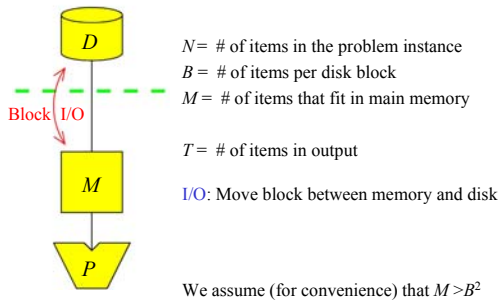 D
N = # of items in the problem instance
B = # of items per disk block
M = # of items that fit in main memory
Block I/O
T = # of items in output
M
I/O: Move block between memory and disk
P
We assume (for convenience) that M >B²